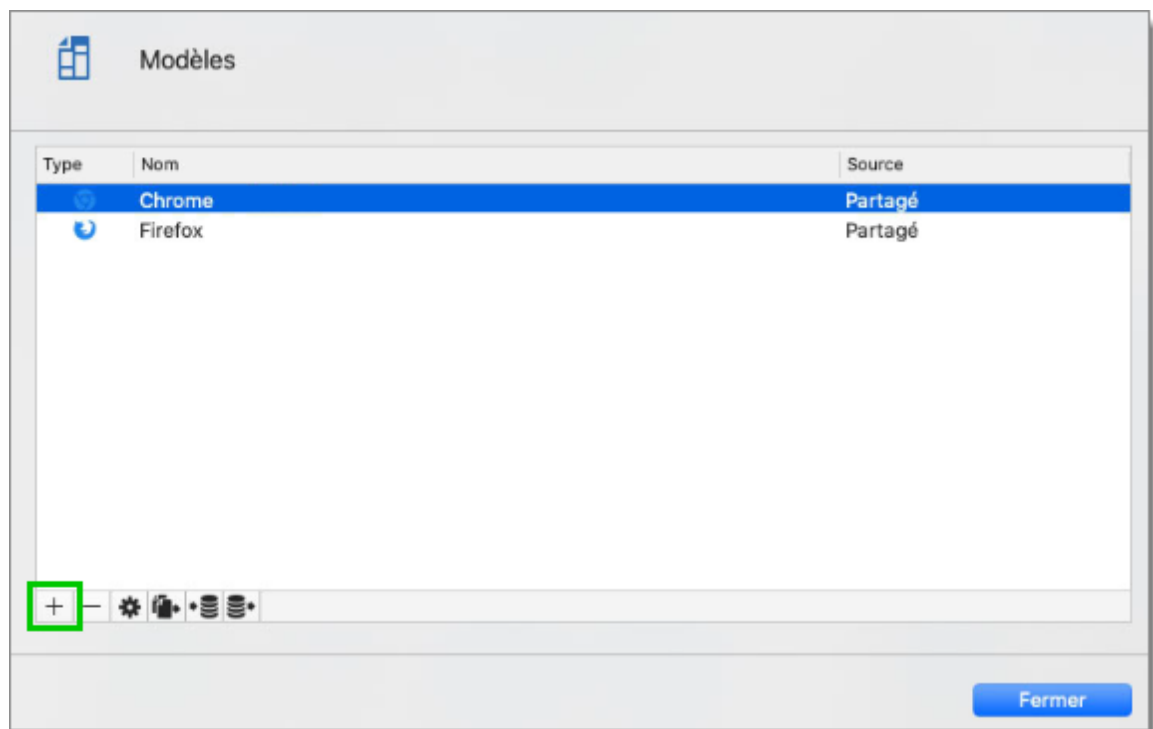 Modèles
Type Nom Source
Chrome Partagé
Firefox Partagé
Fermer